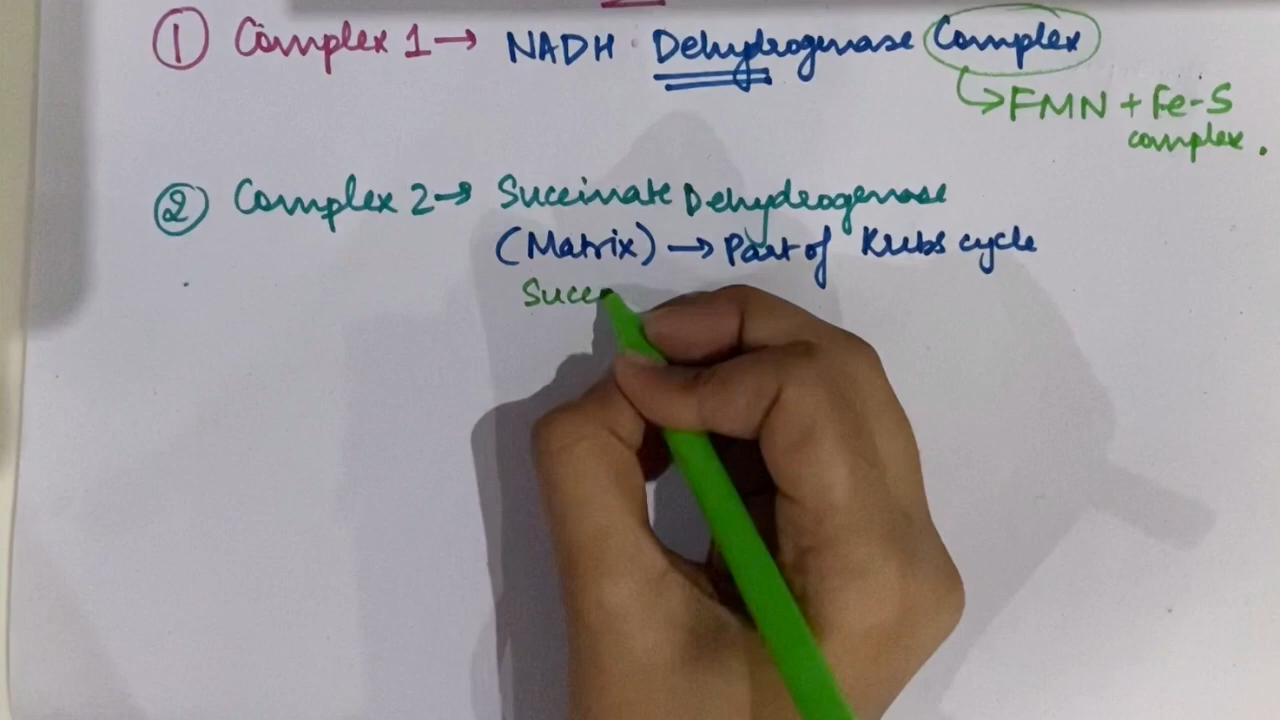 ① Complex 1→ NADH Dehydrogenase Complex
→FMN + Fe-S
complex.
② Complex 2→ Succinate Dehydrogenase
(Matrix) → Part of Krebs cycle
Succ